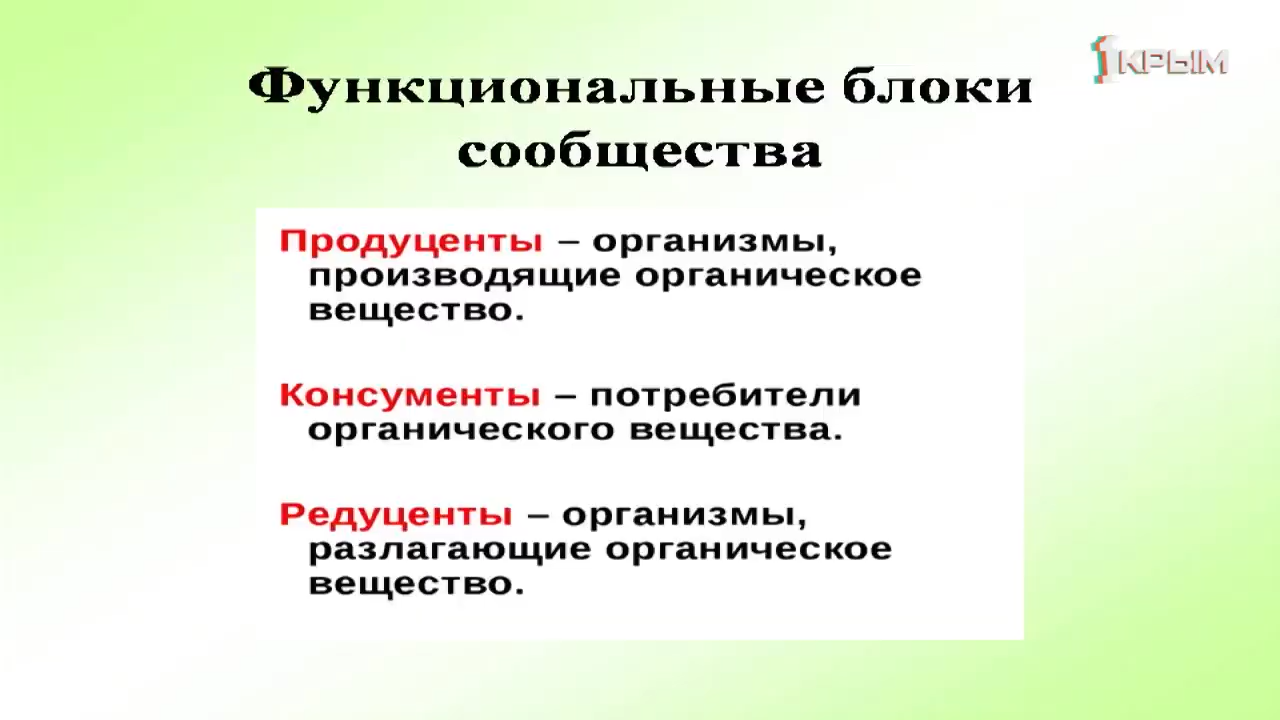 1КРЫМ
Функциональные блоки
сообщества
Продуценты – организмы,
производящие органическое
вещество.
Консументы – потребители
органического вещества.
Редуценты – организмы,
разлагающие органическое
вещество.